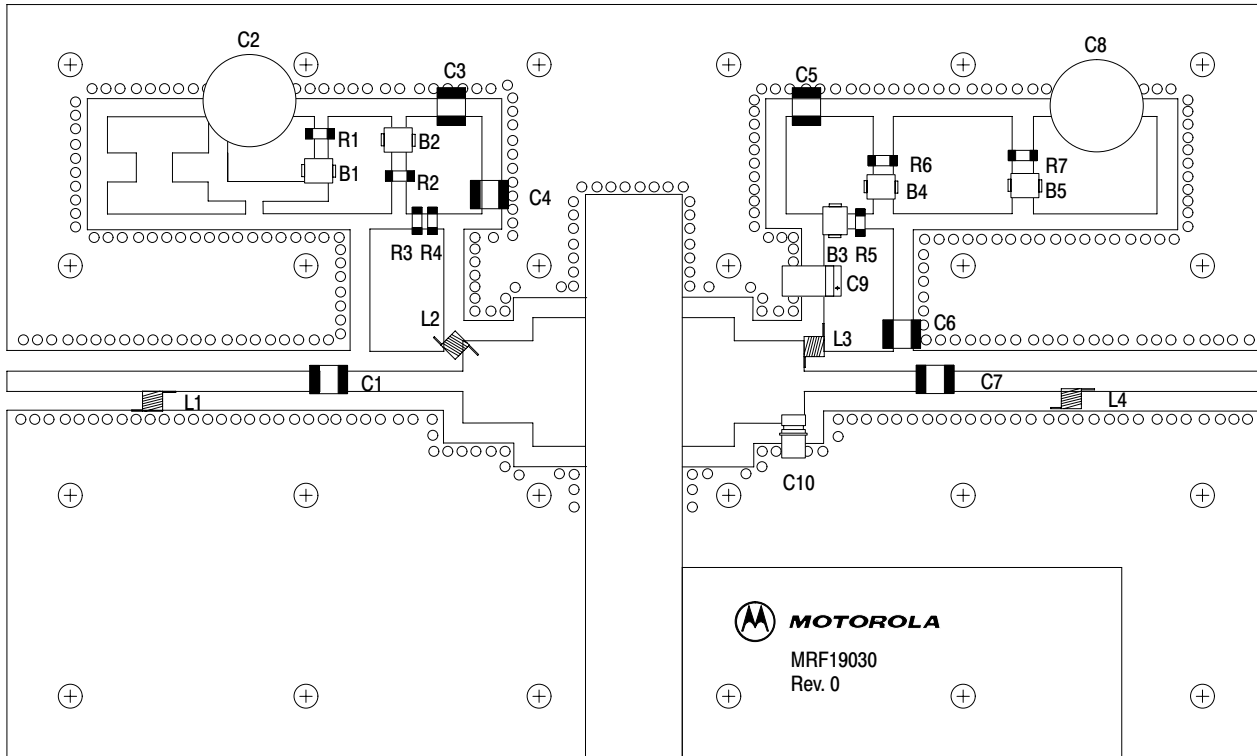 C2
C3
C5
C8
R1
B2
B1
R2
C4
R6
R7
B4
B5
R3 R4
B3 R5
C9
L2
L3
C6
C1
C7
L1
L4
C10
MOTOROLA
MRF19030
Rev. 0